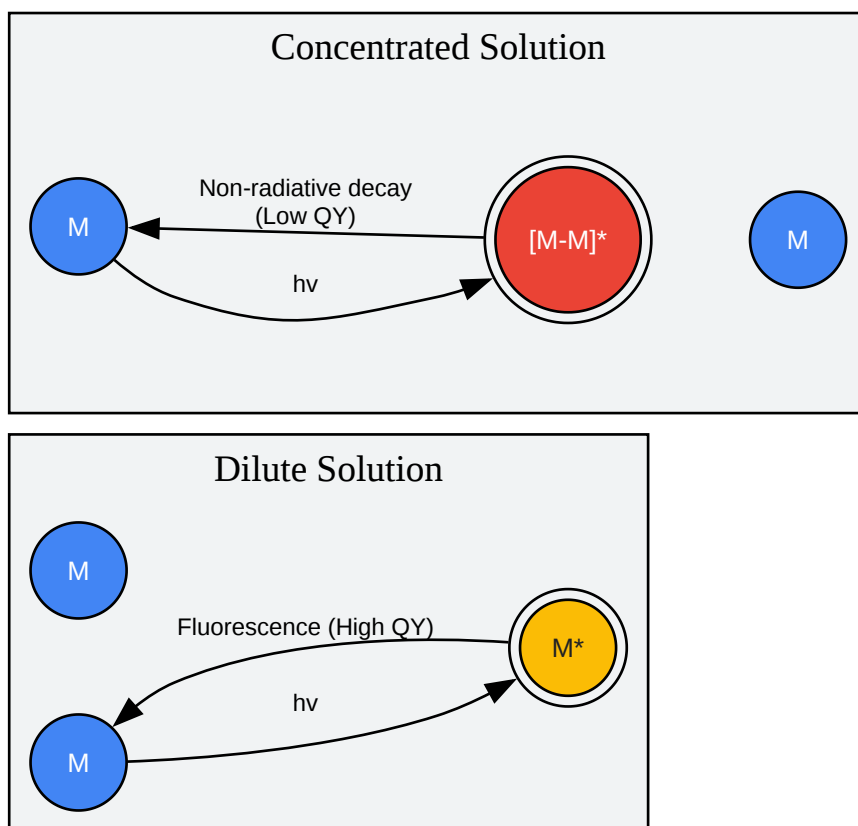 Concentrated Solution
Non-radiative decay
(Low QY)
M
[M-M]*
M
hv
Dilute Solution
M
Fluorescence (High QY)
M*
hv
M